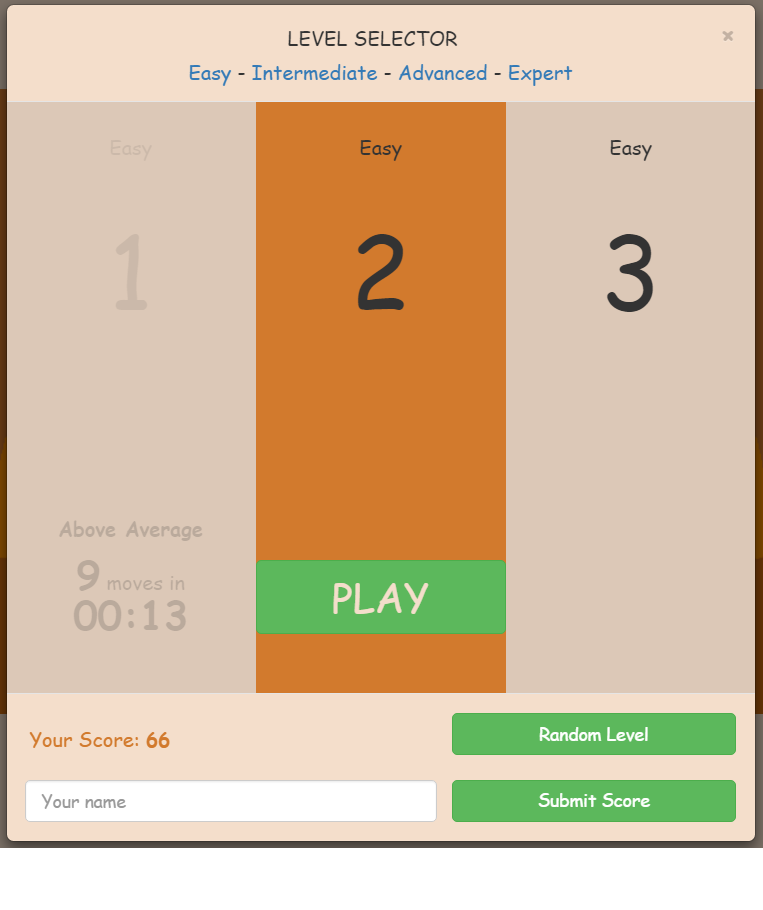 LEVEL SELECTOR
×
Easy - Intermediate - Advanced - Expert
Easy
1
Above Average
9 moves in
00:13
Easy
2
PLAY
Easy
3
Your Score: 66
Random Level
Your name
Submit Score